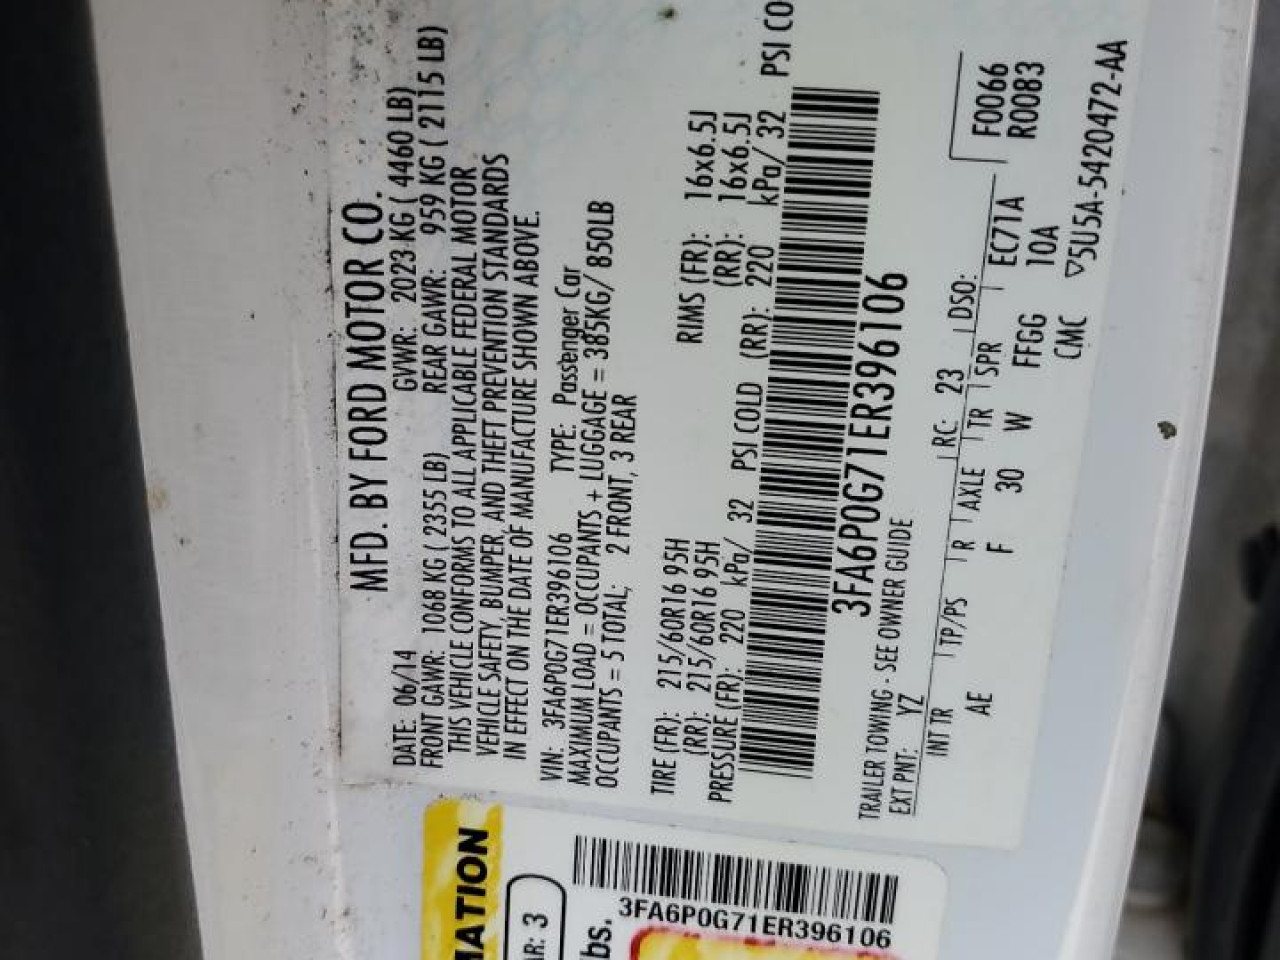 MFD. BY FORD MOTOR CO.
DATE: 06/14 GVWR: 2023 KG ( 4460 LB)
FRONT GAWR: 1068 KG ( 2355 LB) REAR GAWR: 959 KG ( 2115 LB)
THIS VEHICLE CONFORMS TO ALL APPLICABLE FEDERAL MOTOR
VEHICLE SAFETY, BUMPER, AND THEFT PREVENTION STANDARDS
IN EFFECT ON THE DATE OF MANUFACTURE SHOWN ABOVE.
VIN: 3FA6P0G71ER396106 TYPE: Passenger Car
MAXIMUM LOAD = OCCUPANTS + LUGGAGE = 385KG/ 850LB
OCCUPANTS = 5 TOTAL; 2 FRONT, 3 REAR
TIRE (FR): 215/60R16 95H RIMS (FR): 16x6.5J
(RR): 215/60R16 95H (RR): 16x6.5J
PRESSURE (FR): 220 kPa/ 32 PSI COLD (RR): 220 kPa/ 32 PSI CO
3FA6P0G71ER396106
TRAILER TOWING - SEE OWNER GUIDE
EXT PNT: YZ RC: 23 DSO: F0066
R0083
INT TR TP/PS R AXLE TR SPR EC71A
AE F 30 W FFGG 10A
CMC ▽5U5A-5420472-AA
MATION
AR: 3
bs.
3FA6P0G71ER396106